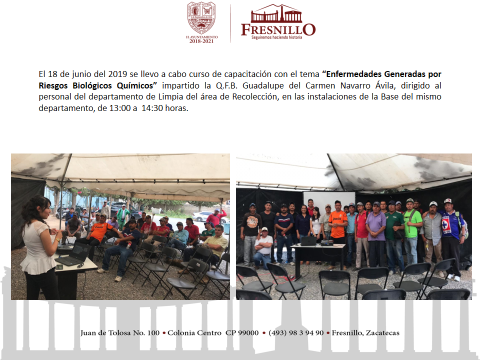 H. AYUNTAMIENTO
2018-2021
FRESNILLO
Seguiremos haciendo historia
El 18 de junio del 2019 se llevo a cabo curso de capacitación con el tema “Enfermedades Generadas por
Riesgos Biológicos Químicos” impartido la Q.F.B. Guadalupe del Carmen Navarro Ávila, dirigido al
personal del departamento de Limpia del área de Recolección, en las instalaciones de la Base del mismo
departamento, de 13:00 a 14:30 horas.
Juan de Tolosa No. 100 • Colonia Centro CP 99000 • (493) 98 3 94 90 • Fresnillo, Zacatecas